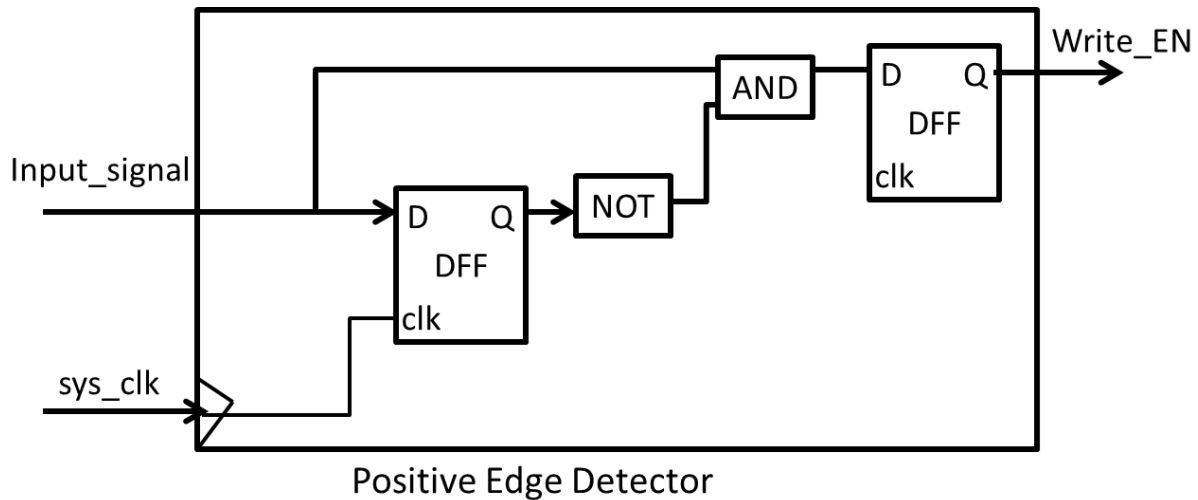 Write_EN
AND
D Q
DFF
clk
Input_signal
D Q
DFF
clk
NOT
sys_clk
Positive Edge Detector